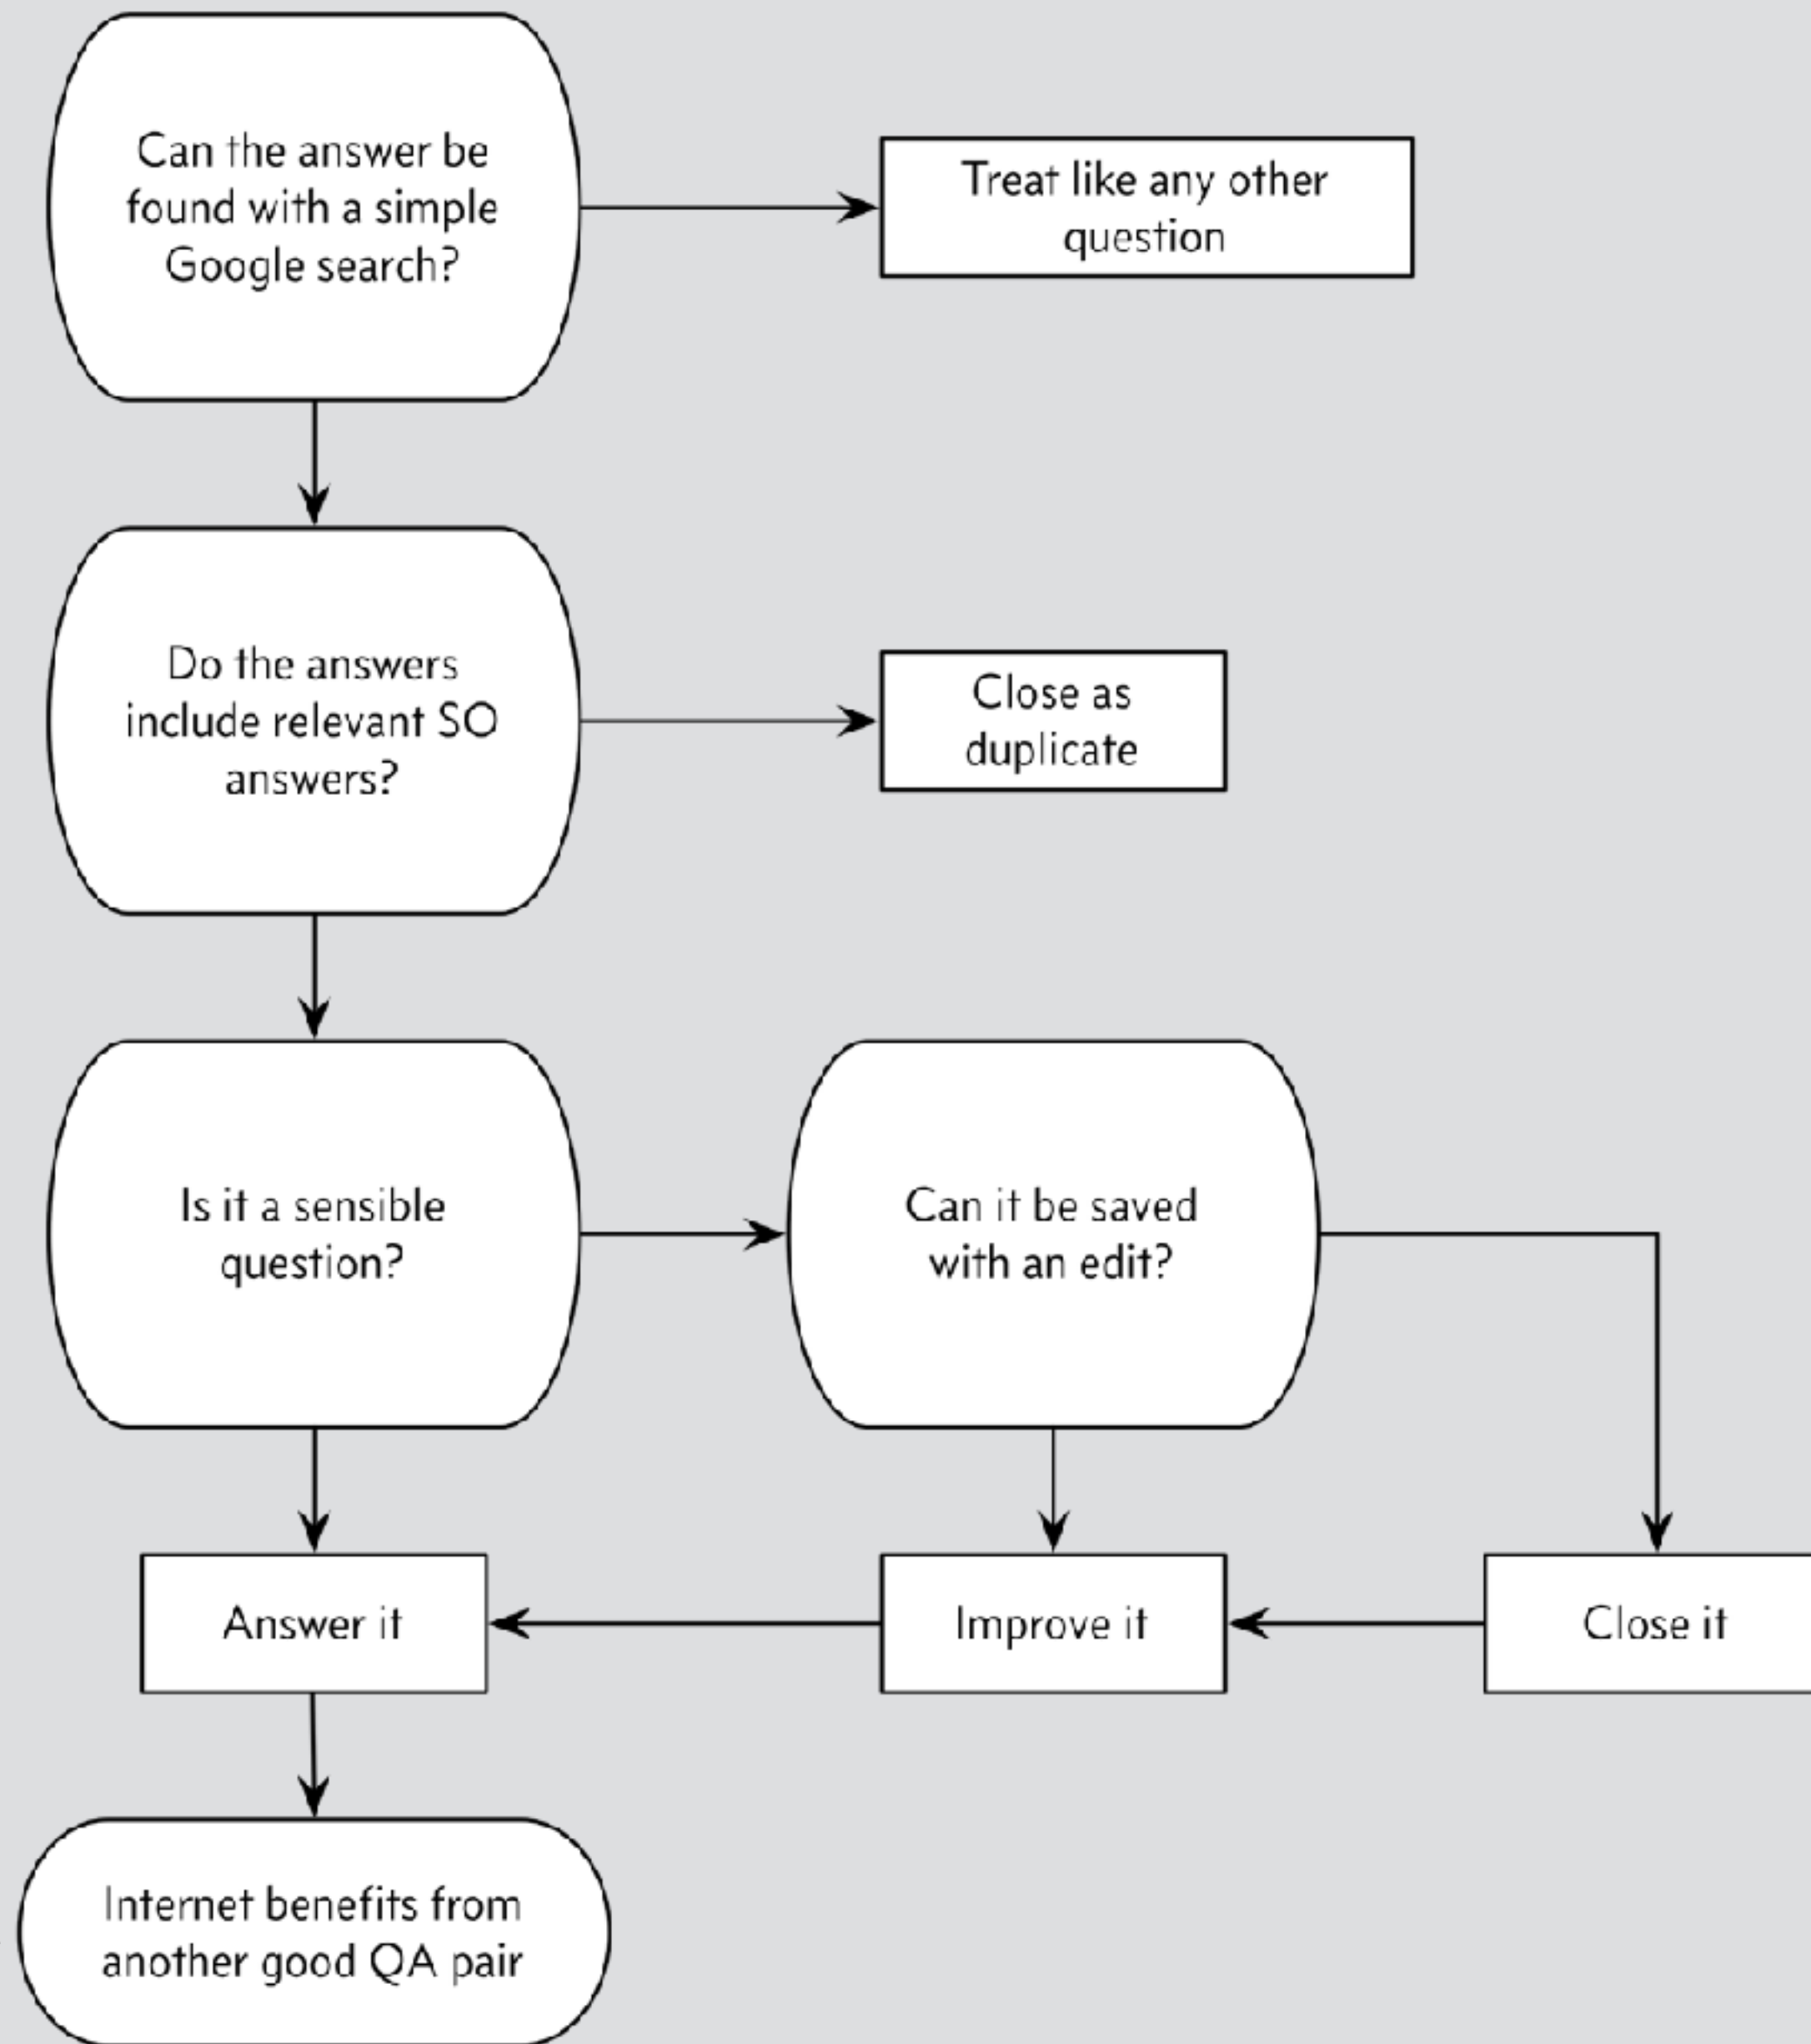 Can the answer be
found with a simple
Google search?
Treat like any other
question
Do the answers
include relevant SO
answers?
Close as
duplicate
Is it a sensible
question?
Can it be saved
with an edit?
Answer it
Improve it
Close it
Internet benefits from
another good QA pair